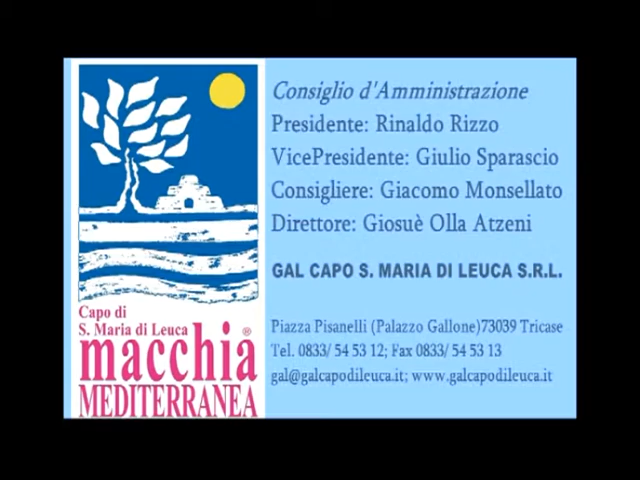 Consiglio d'Amministrazione
Presidente: Rinaldo Rizzo
VicePresidente: Giulio Sparascio
Consigliere: Giacomo Monsellato
Direttore: Giosuè Olla Atzeni
GAL CAPO S. MARIA DI LEUCA S.R.L.
Piazza Pisanelli (Palazzo Gallone)73039 Tricase
Tel. 0833/ 54 53 12; Fax 0833/ 54 53 13
gal@galcapodileuca.it; www.galcapodileuca.it
Capo di
S. Maria di Leuca
macchia®
MEDITERRANEA